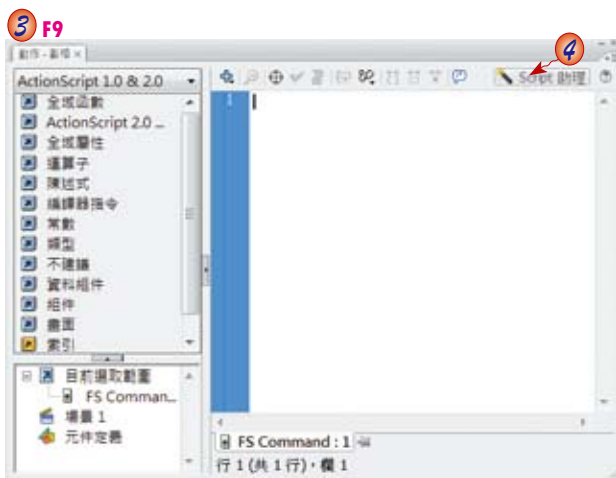 3 F9
動作 - 影格 ×
4
ActionScript 1.0 & 2.0
Script 助理
全域函數
ActionScript 2.0 ...
全域屬性
運算子
陳述式
編譯器指令
常數
類型
不建議
資料組件
組件
畫面
索引
1
目前選取範圍
FS Comman...
場景 1
元件定義
FS Command : 1
行 1 (共 1 行)，欄 1